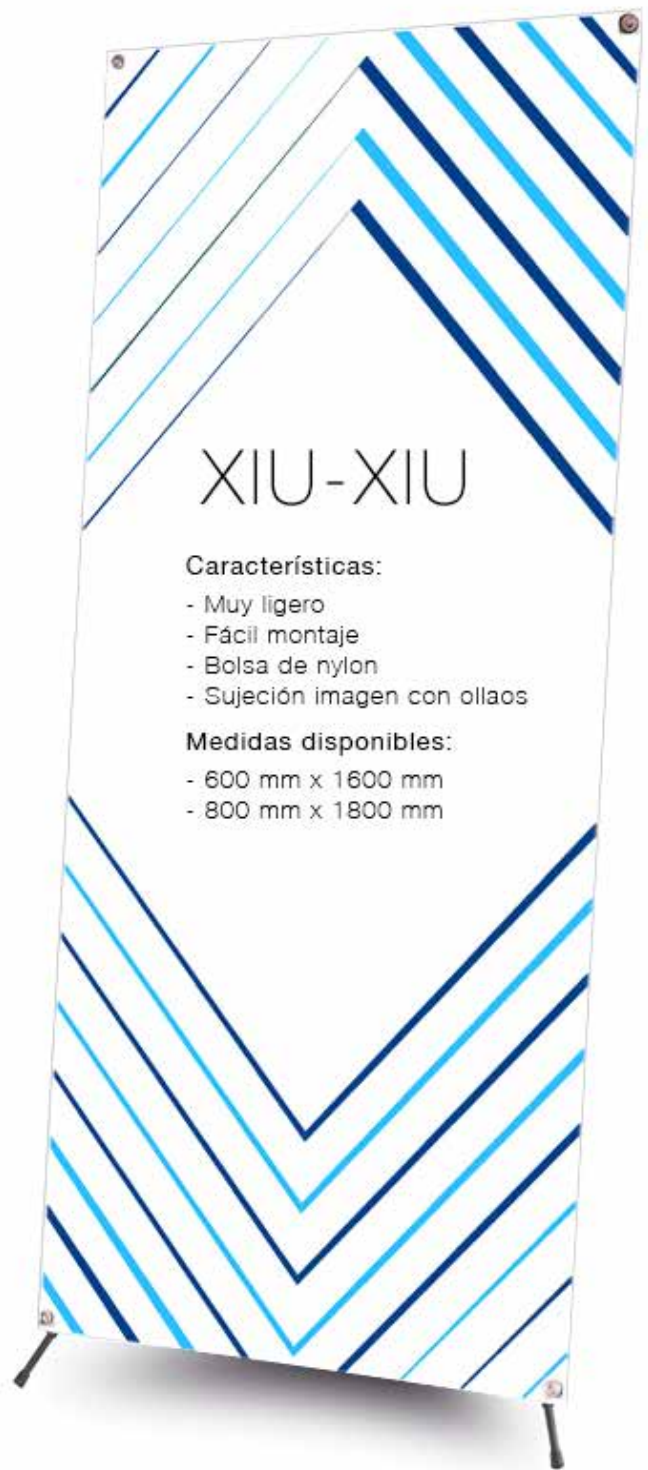 XIU-XIU
Características:
- Muy ligero
- Fácil montaje
- Bolsa de nylon
- Sujeción imagen con ollaos
Medidas disponibles:
- 600 mm x 1600 mm
- 800 mm x 1800 mm